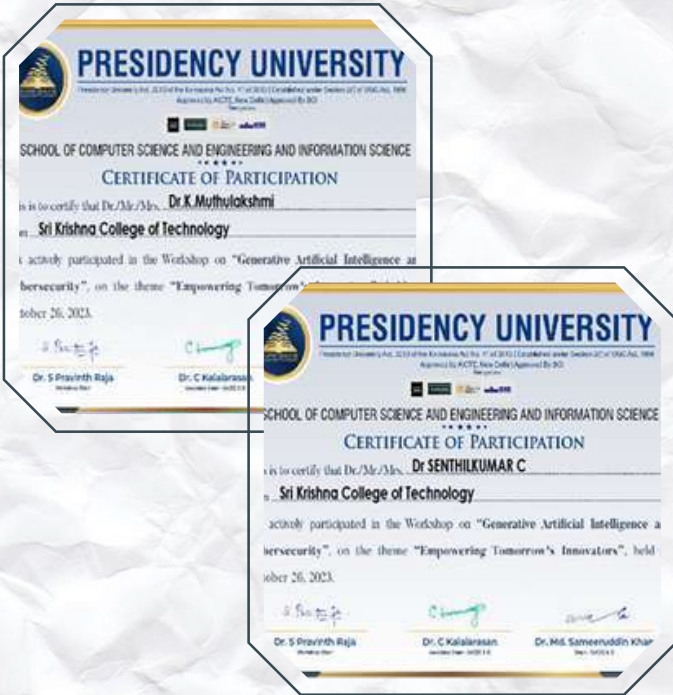 PRESIDENCY UNIVERSITY
SCHOOL OF COMPUTER SCIENCE AND ENGINEERING AND INFORMATION SCIENCE
CERTIFICATE OF PARTICIPATION
is is to certify that Dr./Mr./Mrs. Dr.K.Muthulakshmi
Sri Krishna College of Technology
actively participated in the Workshop on "Generative Artificial Intelligence an
bersecurity", on the theme "Empowering Tomorrow's
tober 26, 2023.
Dr. S Pravinth Raja Dr. C Kalaiarasan
PRESIDENCY UNIVERSITY
SCHOOL OF COMPUTER SCIENCE AND ENGINEERING AND INFORMATION SCIENCE
CERTIFICATE OF PARTICIPATION
is to certify that Dr./Mr./Mrs. Dr SENTHILKUMAR C
Sri Krishna College of Technology
actively participated in the Workshop on "Generative Artificial Intelligence a
bersecurity", on the theme "Empowering Tomorrow's Innovators", held
tober 26, 2023.
Dr. S Pravinth Raja Dr. C Kalaiarasan Dr. Md. Sameeruddin Khan